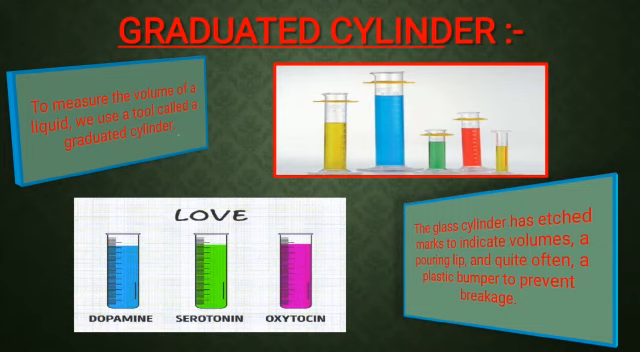 GRADUATED CYLINDER :-
To measure the volume of a
liquid, we use a tool called a
graduated cylinder.
LOVE
DOPAMINE SEROTONIN OXYTOCIN
The glass cylinder has etched
marks to indicate volumes, a
pouring lip, and quite often, a
plastic bumper to prevent
breakage.